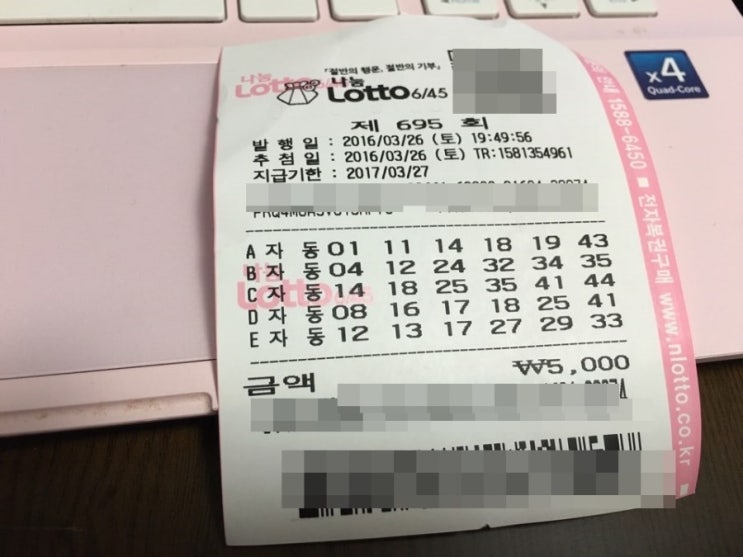 「절반의 행운, 절반의 기부」
나눔
Lotto 6/45
제 695 회
발 행 일 : 2016/03/26 (토) 19:49:56
추 첨 일 : 2016/03/26 (토) TR:1581354961
지급기한 : 2017/03/27
A 자 동 01 11 14 18 19 43
B 자 동 04 12 24 32 34 35
C 자 동 14 18 25 35 41 44
D 자 동 08 16 17 18 25 41
E 자 동 12 13 17 27 29 33
금액 ₩5,000
1588-6450 ■ 전자복권구매 www.nlotto.co.kr ■
x4
Quad-Core